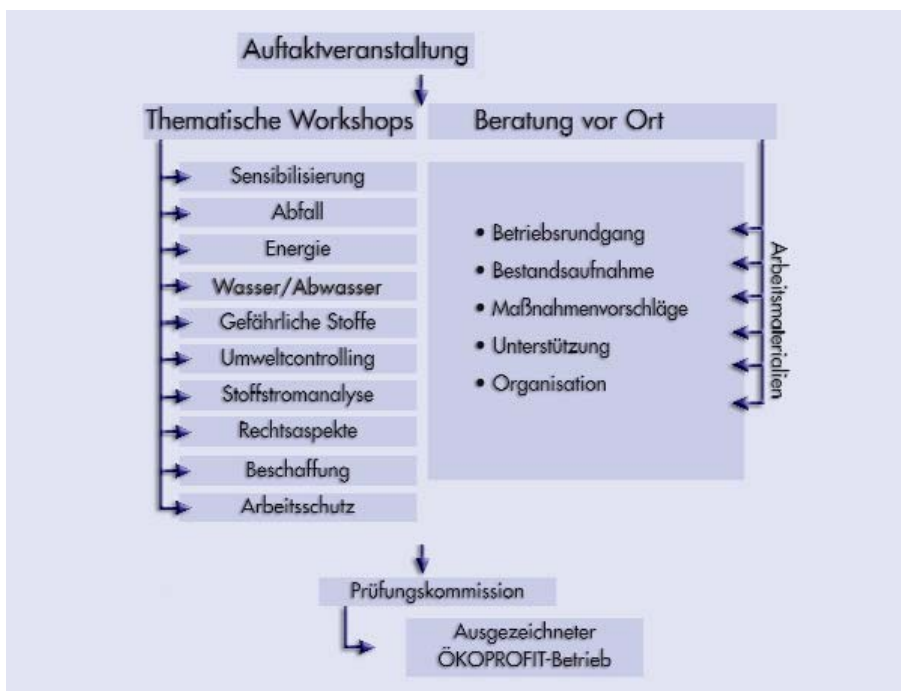 Auftaktveranstaltung
Thematische Workshops
Sensibilisierung
Abfall
Energie
Wasser/Abwasser
Gefährliche Stoffe
Umweltcontrolling
Stoffstromanalyse
Rechtsaspekte
Beschaffung
Arbeitsschutz
Beratung vor Ort
• Betriebsrundgang
• Bestandsaufnahme
• Maßnahmenvorschläge
• Unterstützung
• Organisation
Arbeitsmaterialien
Prüfungskommission
Ausgezeichneter
ÖKOPROFIT-Betrieb